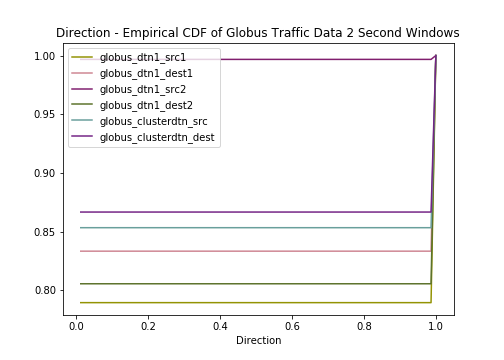 Direction - Empirical CDF of Globus Traffic Data 2 Second Windows
1.00
0.95
0.90
0.85
0.80
globus_dtn1_src1
globus_dtn1_dest1
globus_dtn1_src2
globus_dtn1_dest2
globus_clusterdtn_src
globus_clusterdtn_dest
0.0 0.2 0.4 0.6 0.8 1.0
Direction